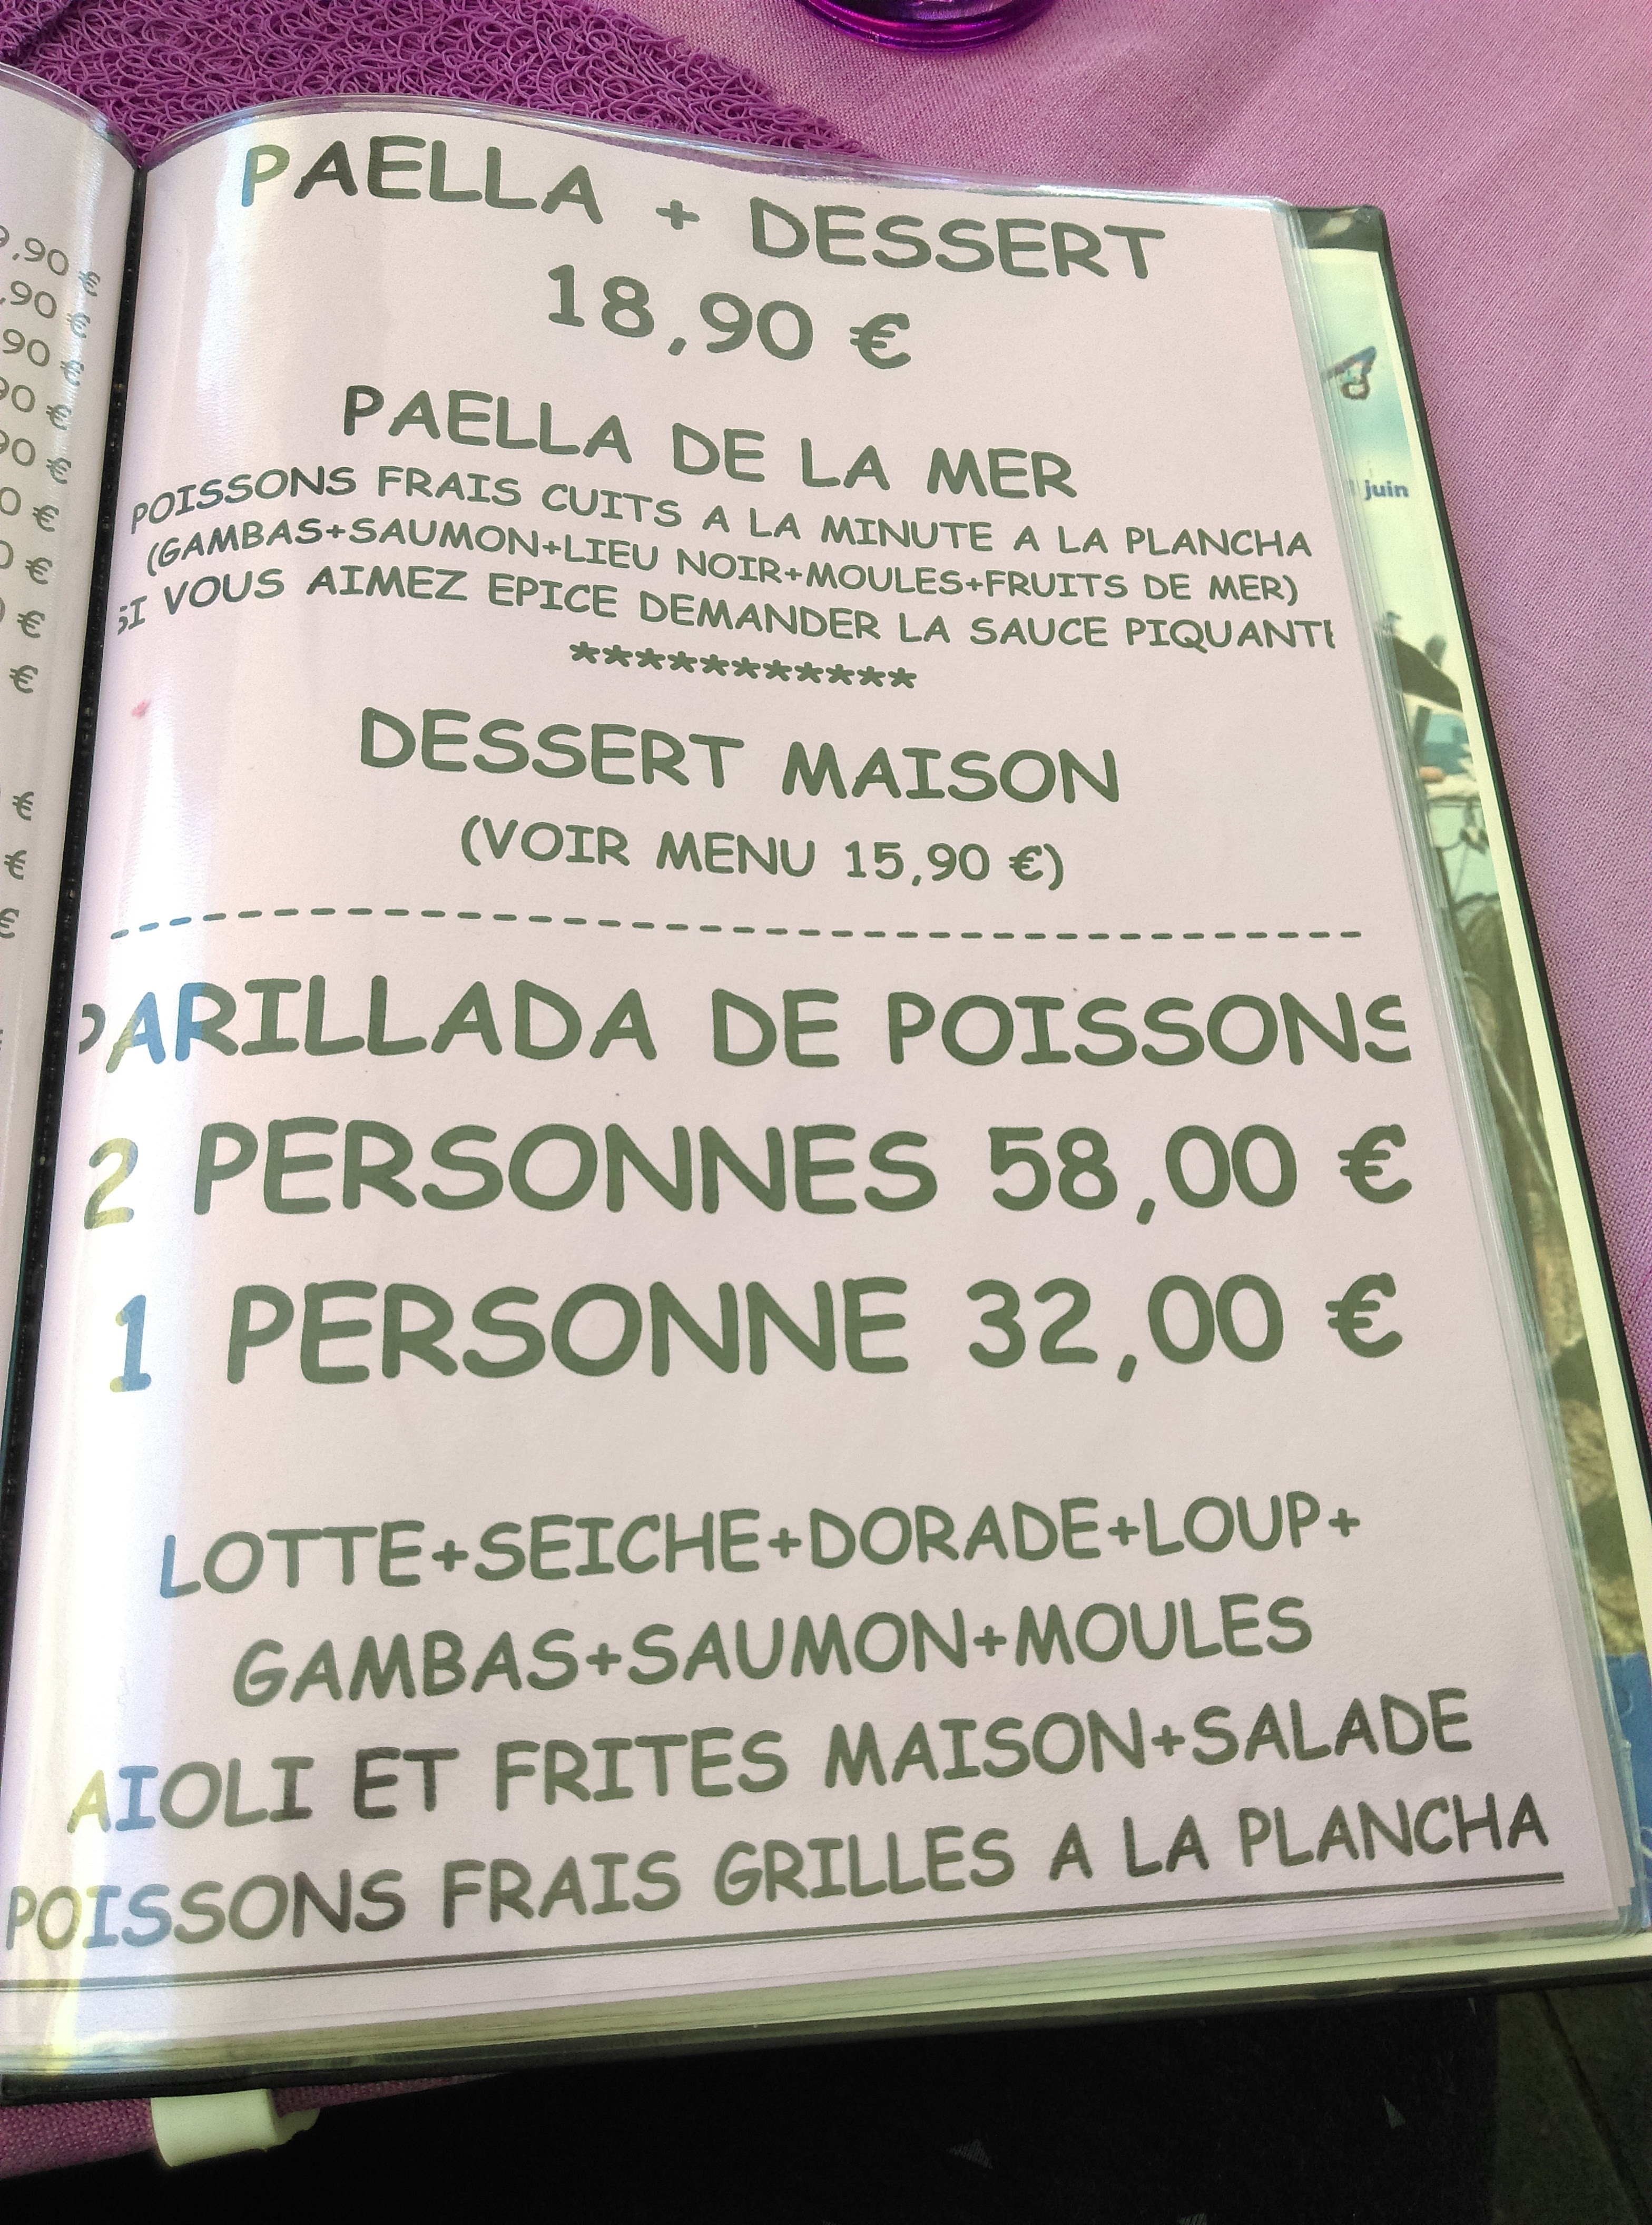 PAELLA + DESSERT
18,90 €
PAELLA DE LA MER
POISSONS FRAIS CUITS A LA MINUTE A LA PLANCHA
(GAMBAS+SAUMON+LIEU NOIR+MOULES+FRUITS DE MER)
SI VOUS AIMEZ EPICE DEMANDER LA SAUCE PIQUANTE
***********
DESSERT MAISON
(VOIR MENU 15,90 €)
PARILLADA DE POISSONS
2 PERSONNES 58,00 €
1 PERSONNE 32,00 €
LOTTE+SEICHE+DORADE+LOUP+
GAMBAS+SAUMON+MOULES
AIOLI ET FRITES MAISON+SALADE
POISSONS FRAIS GRILLES A LA PLANCHA
juin